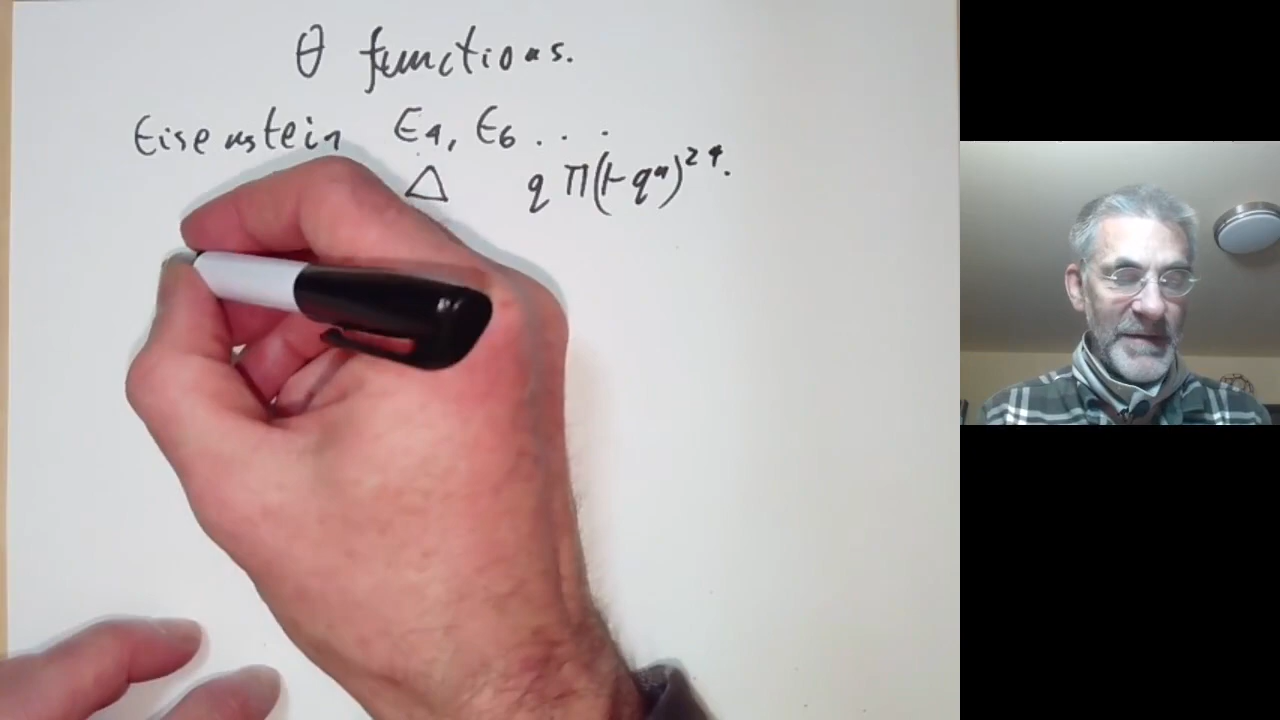 θ functions.
Eisenstein E4, E6 . . .
Δ q Π(1-qⁿ)²⁴.